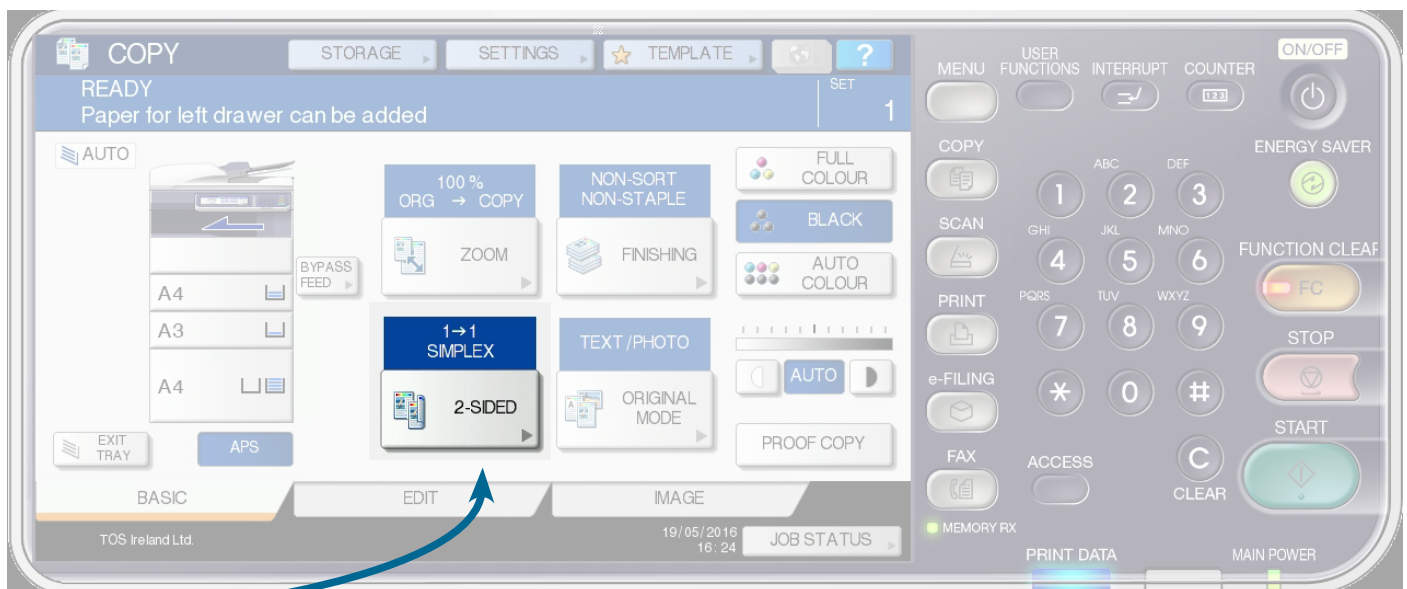 COPY
STORAGE
SETTINGS
TEMPLATE
?
READY
Paper for left drawer can be added
SET
1
AUTO
A4
A3
A4
BYPASS
FEED
EXIT
TRAY
APS
100 %
ORG → COPY
ZOOM
NON-SORT
NON-STAPLE
FINISHING
1→1
SIMPLEX
2-SIDED
TEXT/PHOTO
ORIGINAL
MODE
FULL
COLOUR
BLACK
AUTO
COLOUR
AUTO
PROOF COPY
BASIC
EDIT
IMAGE
TOS Ireland Ltd.
19/05/2016
16:24
JOB STATUS
MENU
USER
FUNCTIONS
INTERRUPT
COUNTER
123
ON/OFF
COPY
SCAN
PRINT
e-FILING
FAX
MEMORY RX
1
ABC
2
DEF
3
GHI
4
JKL
5
MNO
6
PQRS
7
TUV
8
WXYZ
9
*
0
#
ACCESS
C
CLEAR
ENERGY SAVER
FUNCTION CLEAR
FC
STOP
START
PRINT DATA
MAIN POWER